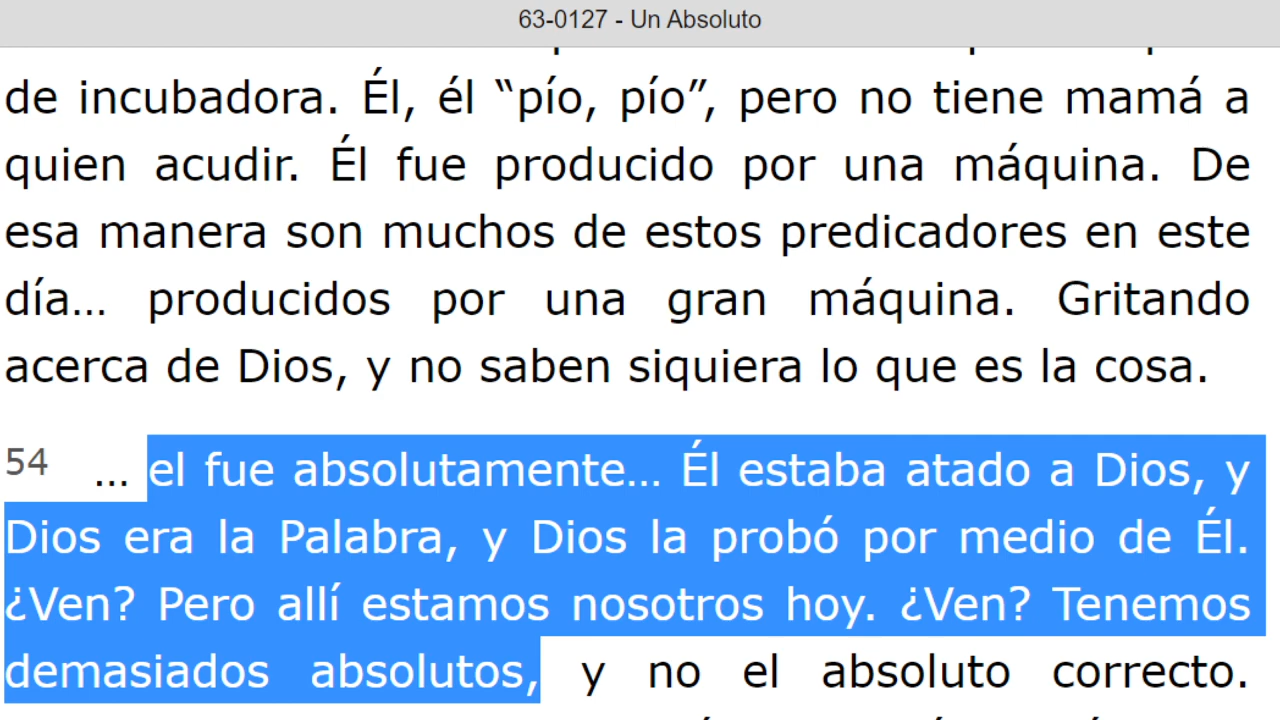 63-0127 - Un Absoluto
de incubadora. Él, él “pío, pío”, pero no tiene mamá a
quien acudir. Él fue producido por una máquina. De
esa manera son muchos de estos predicadores en este
día… producidos por una gran máquina. Gritando
acerca de Dios, y no saben siquiera lo que es la cosa.
54 … el fue absolutamente… Él estaba atado a Dios, y
Dios era la Palabra, y Dios la probó por medio de Él.
¿Ven? Pero allí estamos nosotros hoy. ¿Ven? Tenemos
demasiados absolutos, y no el absoluto correcto.